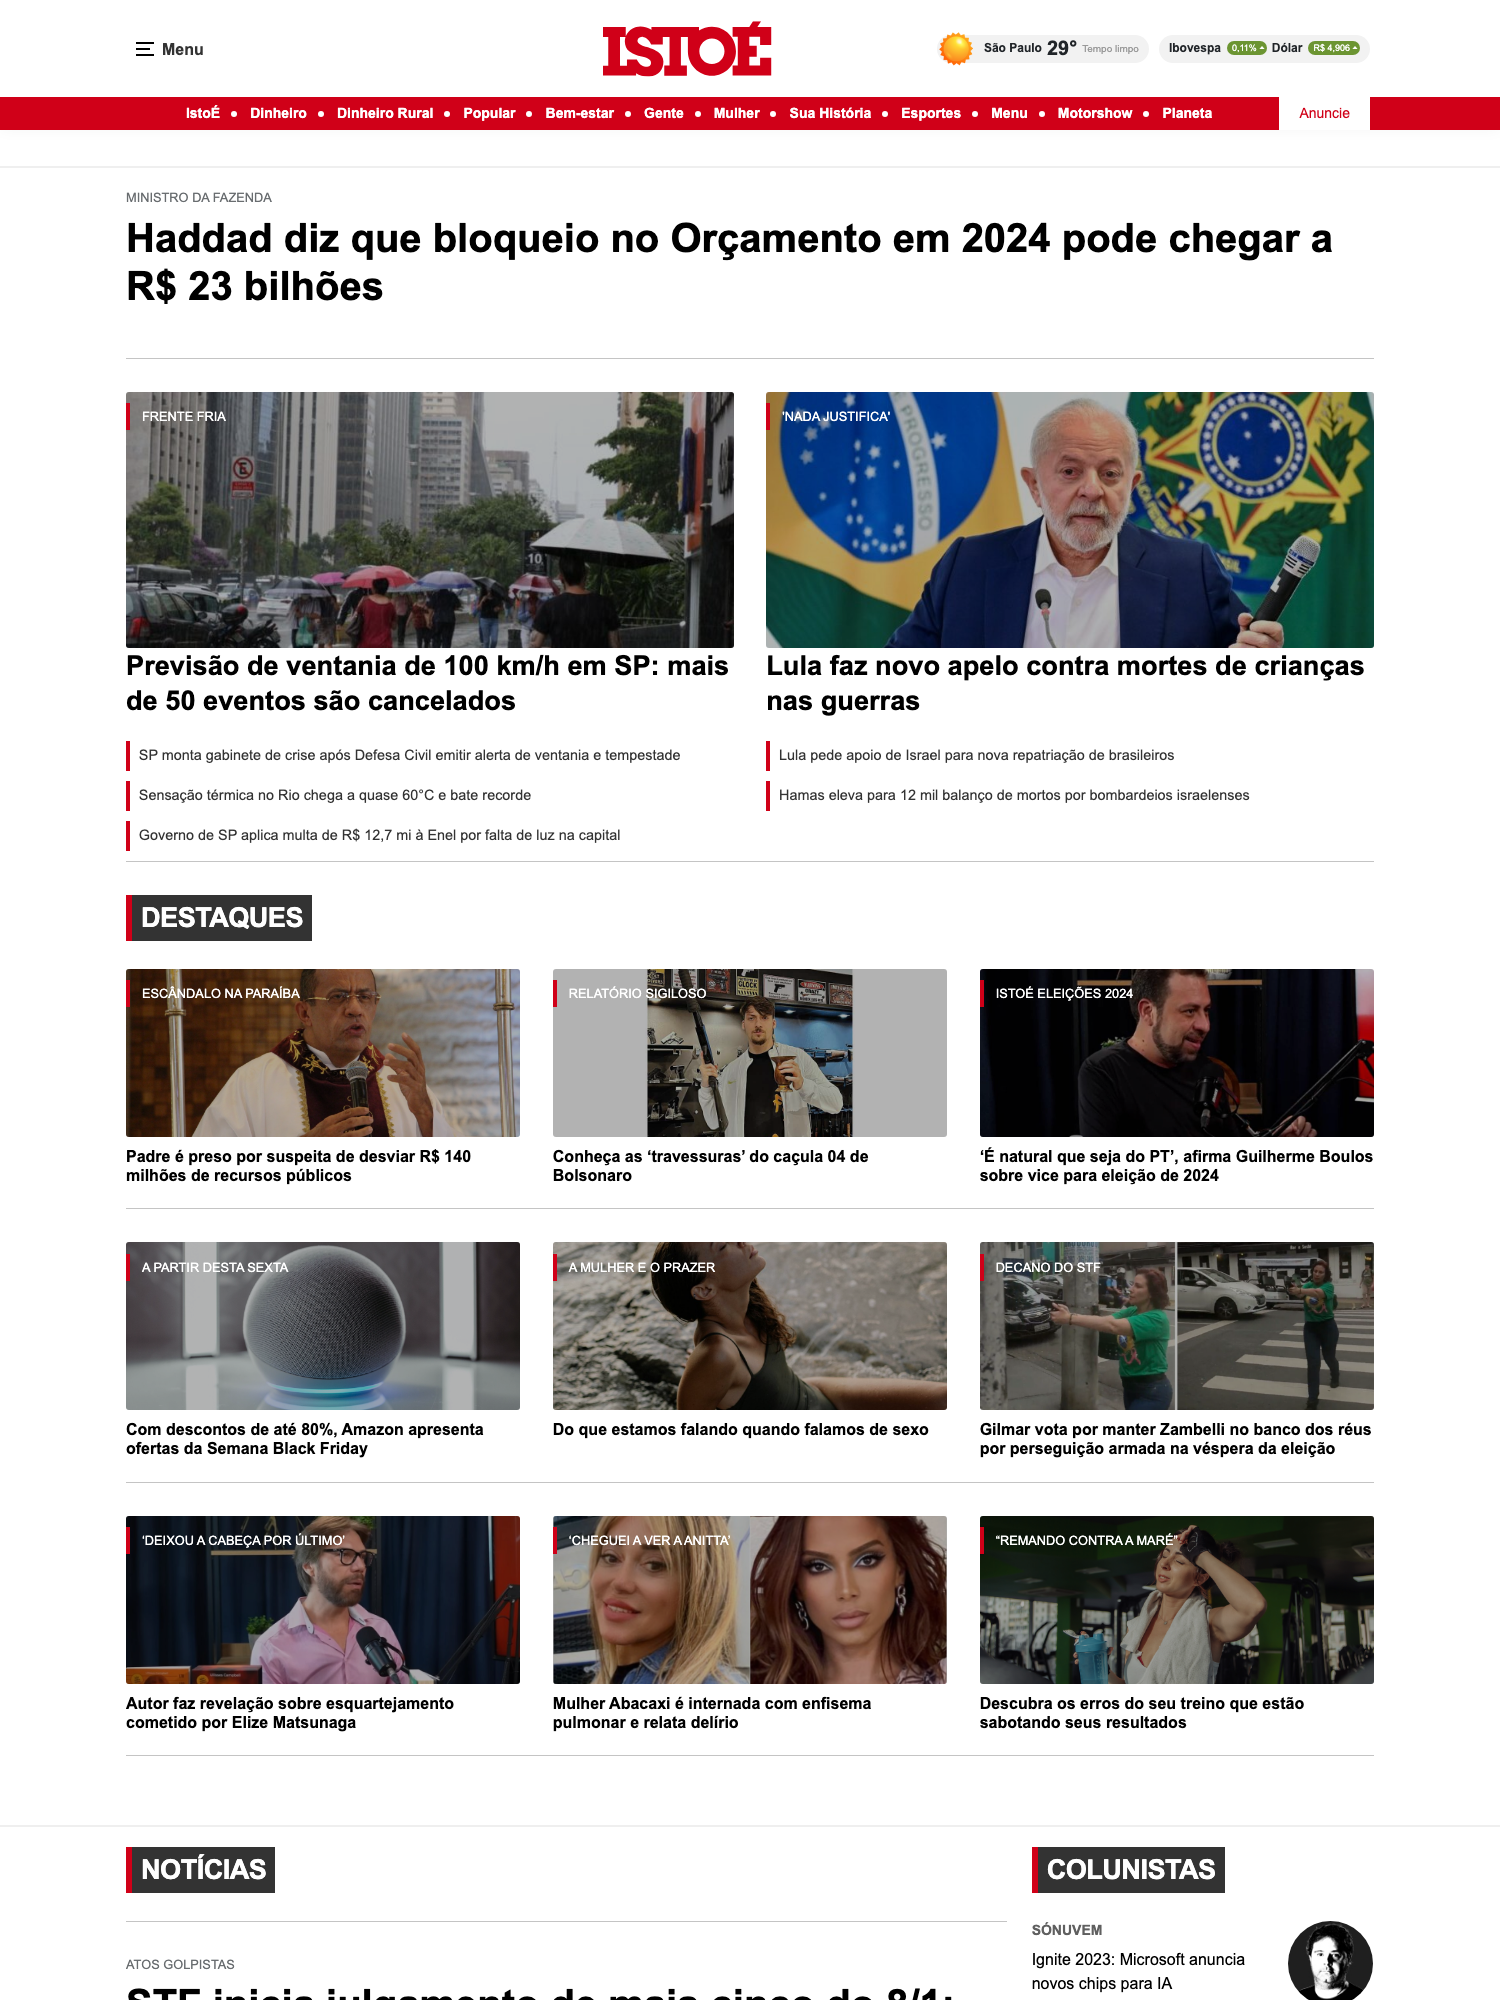 Menu
ISTOÉ
São Paulo 29° Tempo limpo
Ibovespa 0,11% Dólar R$ 4,906
IstoÉ • Dinheiro • Dinheiro Rural • Popular • Bem-estar • Gente • Mulher • Sua História • Esportes • Menu • Motorshow • Planeta
Anuncie
MINISTRO DA FAZENDA
Haddad diz que bloqueio no Orçamento em 2024 pode chegar a
R$ 23 bilhões
FRENTE FRIA
Previsão de ventania de 100 km/h em SP: mais
de 50 eventos são cancelados
SP monta gabinete de crise após Defesa Civil emitir alerta de ventania e tempestade
Sensação térmica no Rio chega a quase 60°C e bate recorde
Governo de SP aplica multa de R$ 12,7 mi à Enel por falta de luz na capital
'NADA JUSTIFICA'
PROGRESSO
Lula faz novo apelo contra mortes de crianças
nas guerras
Lula pede apoio de Israel para nova repatriação de brasileiros
Hamas eleva para 12 mil balanço de mortos por bombardeios israelenses
DESTAQUES
ESCÂNDALO NA PARAÍBA
Padre é preso por suspeita de desviar R$ 140
milhões de recursos públicos
RELATÓRIO SIGILOSO
Conheça as ‘travessuras’ do caçula 04 de
Bolsonaro
ISTOÉ ELEIÇÕES 2024
‘É natural que seja do PT’, afirma Guilherme Boulos
sobre vice para eleição de 2024
A PARTIR DESTA SEXTA
Com descontos de até 80%, Amazon apresenta
ofertas da Semana Black Friday
A MULHER E O PRAZER
Do que estamos falando quando falamos de sexo
DECANO DO STF
Gilmar vota por manter Zambelli no banco dos réus
por perseguição armada na véspera da eleição
‘DEIXOU A CABEÇA POR ÚLTIMO’
Autor faz revelação sobre esquartejamento
cometido por Elize Matsunaga
‘CHEGUEI A VER A ANITTA’
Mulher Abacaxi é internada com enfisema
pulmonar e relata delírio
“REMANDO CONTRA A MARÉ”
Descubra os erros do seu treino que estão
sabotando seus resultados
NOTÍCIAS
ATOS GOLPISTAS
STF inicia julgamento de mais cinco do 8/1;
COLUNISTAS
SÓNUVEM
Ignite 2023: Microsoft anuncia
novos chips para IA